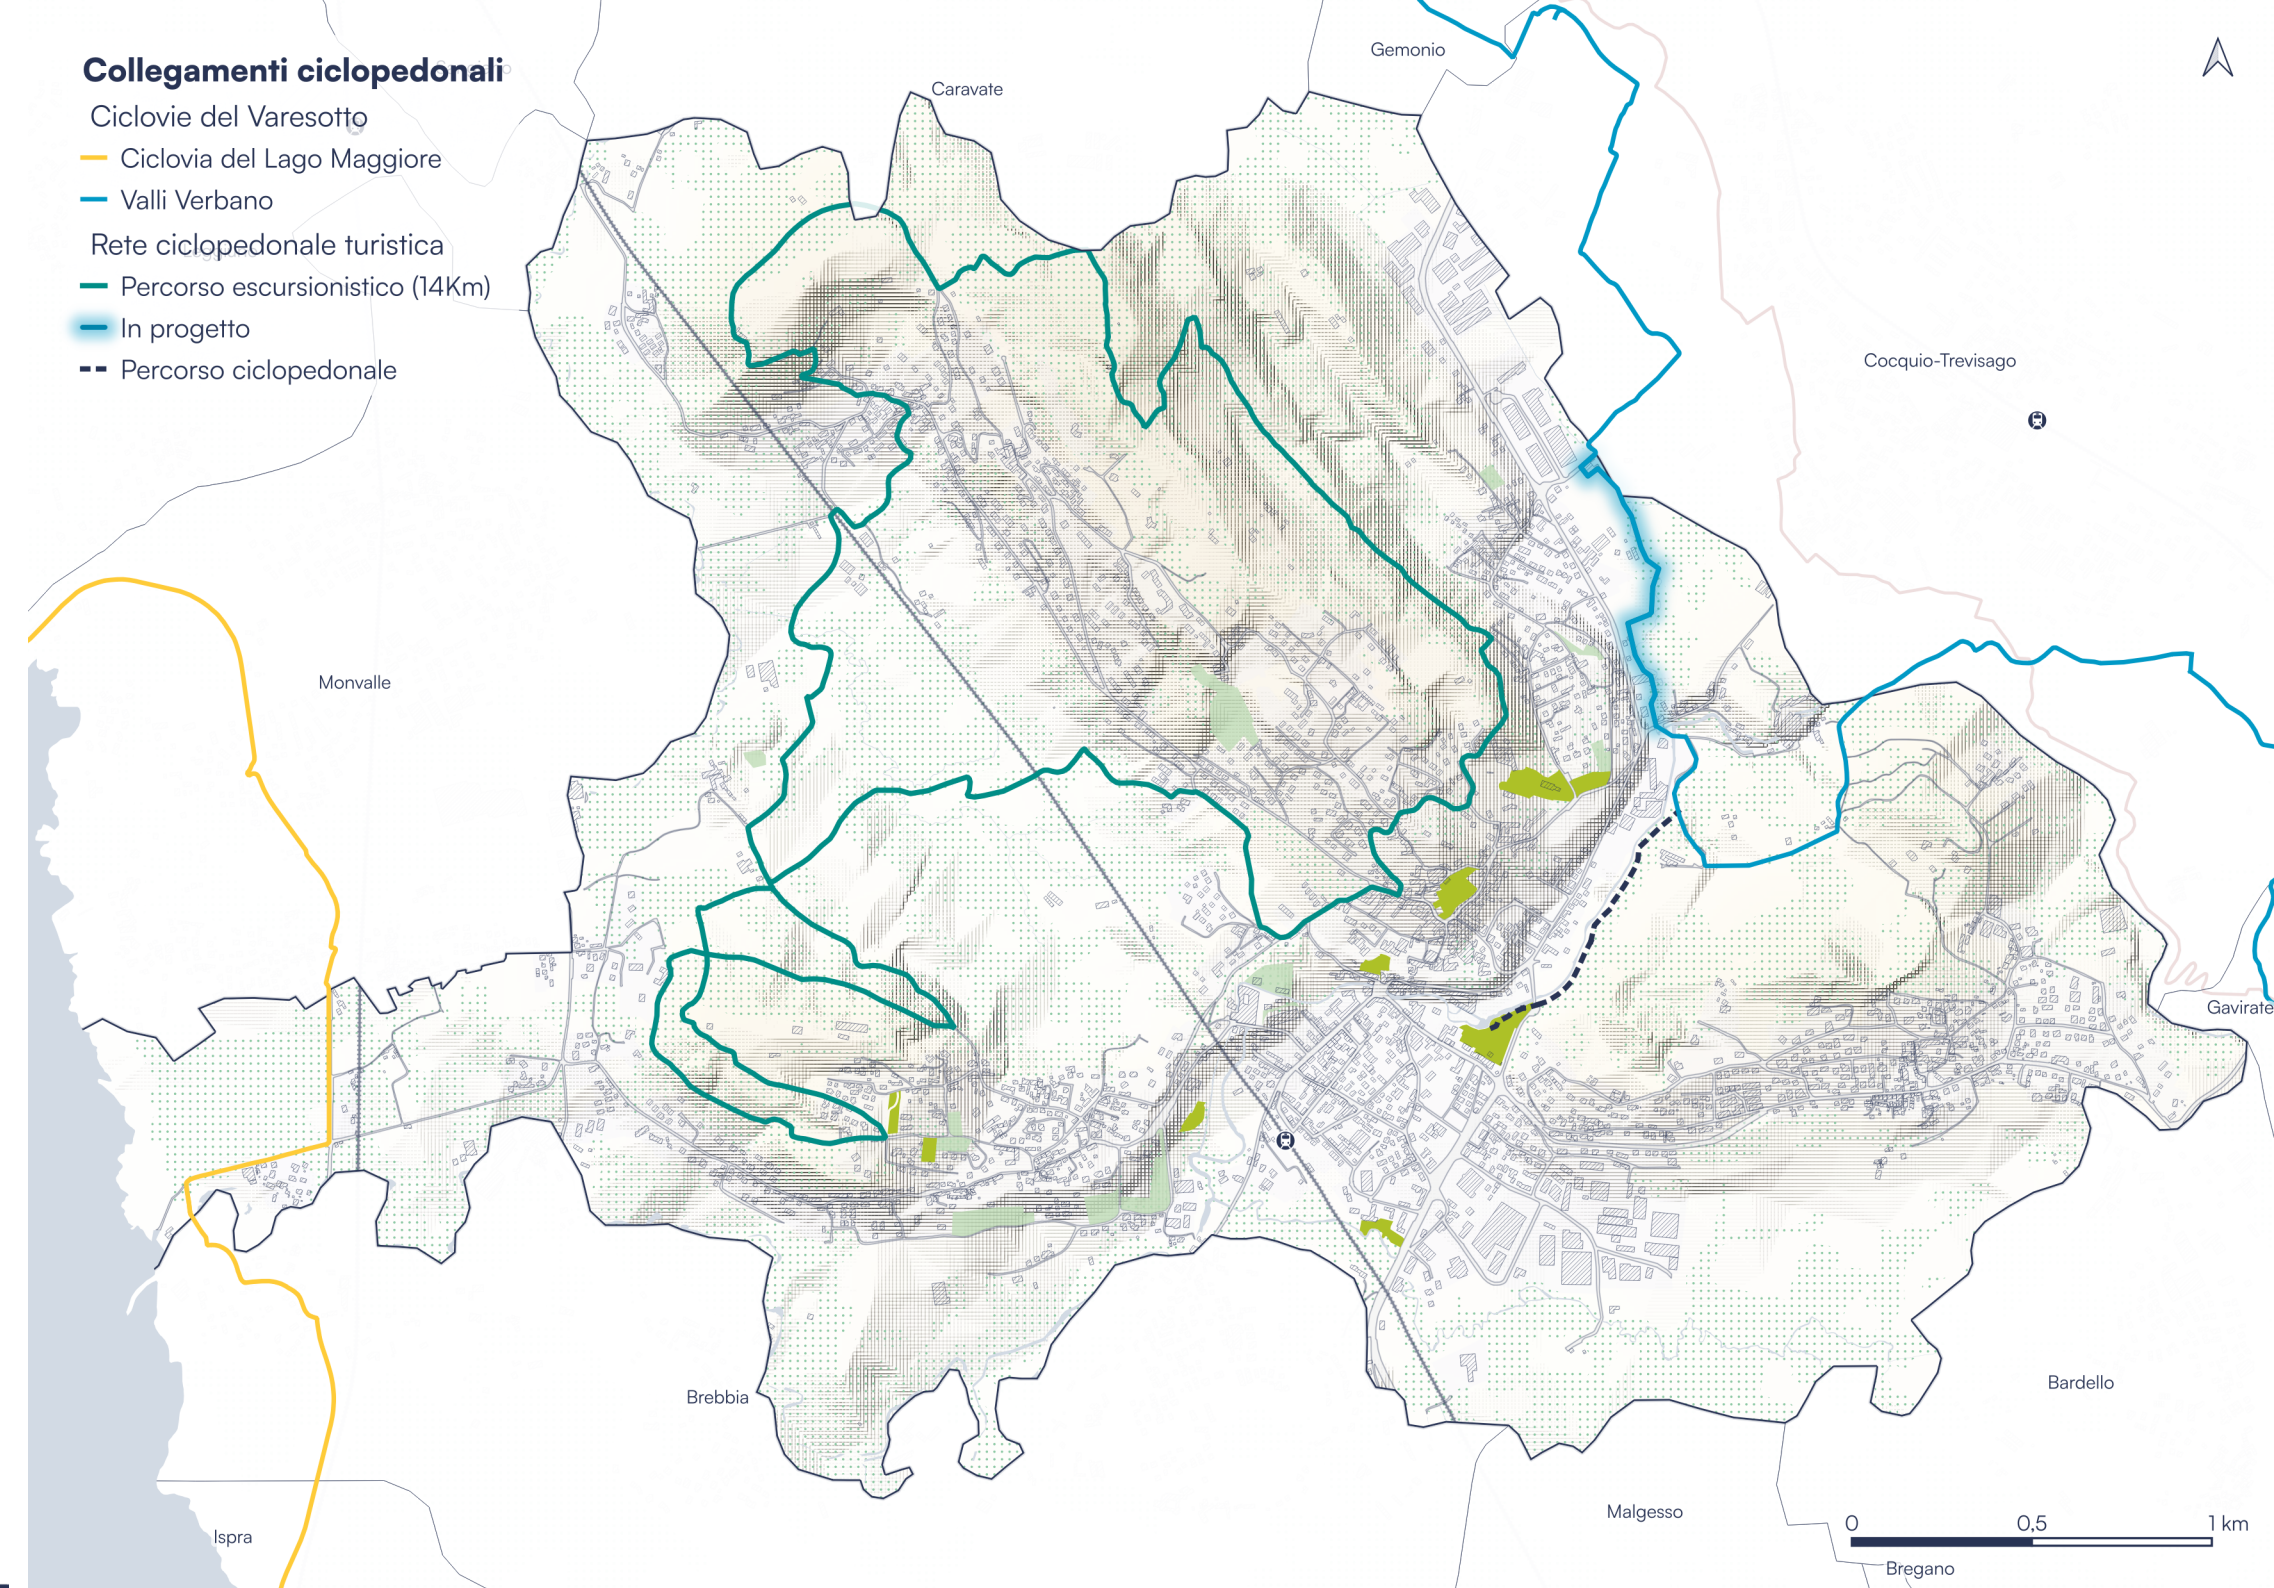 Collegamenti ciclopedonali
Ciclovie del Varesotto
Ciclovia del Lago Maggiore
Valli Verbano
Rete ciclopedonale turistica
Percorso escursionistico (14Km)
In progetto
Percorso ciclopedonale
Gemonio
Caravate
Cocquio-Trevisago
Monvalle
Gavirate
Brebbia
Bardello
Malgesso
Ispra
0 0,5 1 km
Bregano